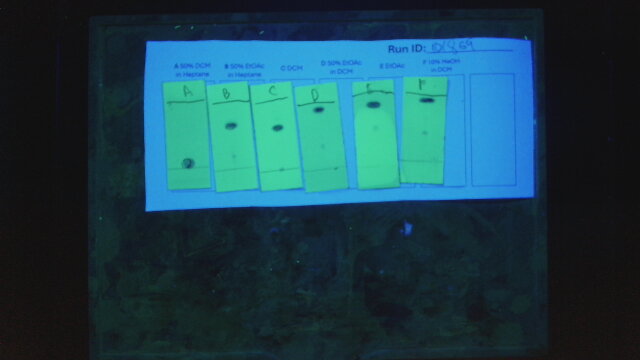 Run ID:
A 50% DCM
in Heptane
B 50% EtOAc
in Heptane
C DCM
D 50% EtOAc
in DCM
E EtOAc
F 10% MeOH
in DCM
A
B
C
D
E
F